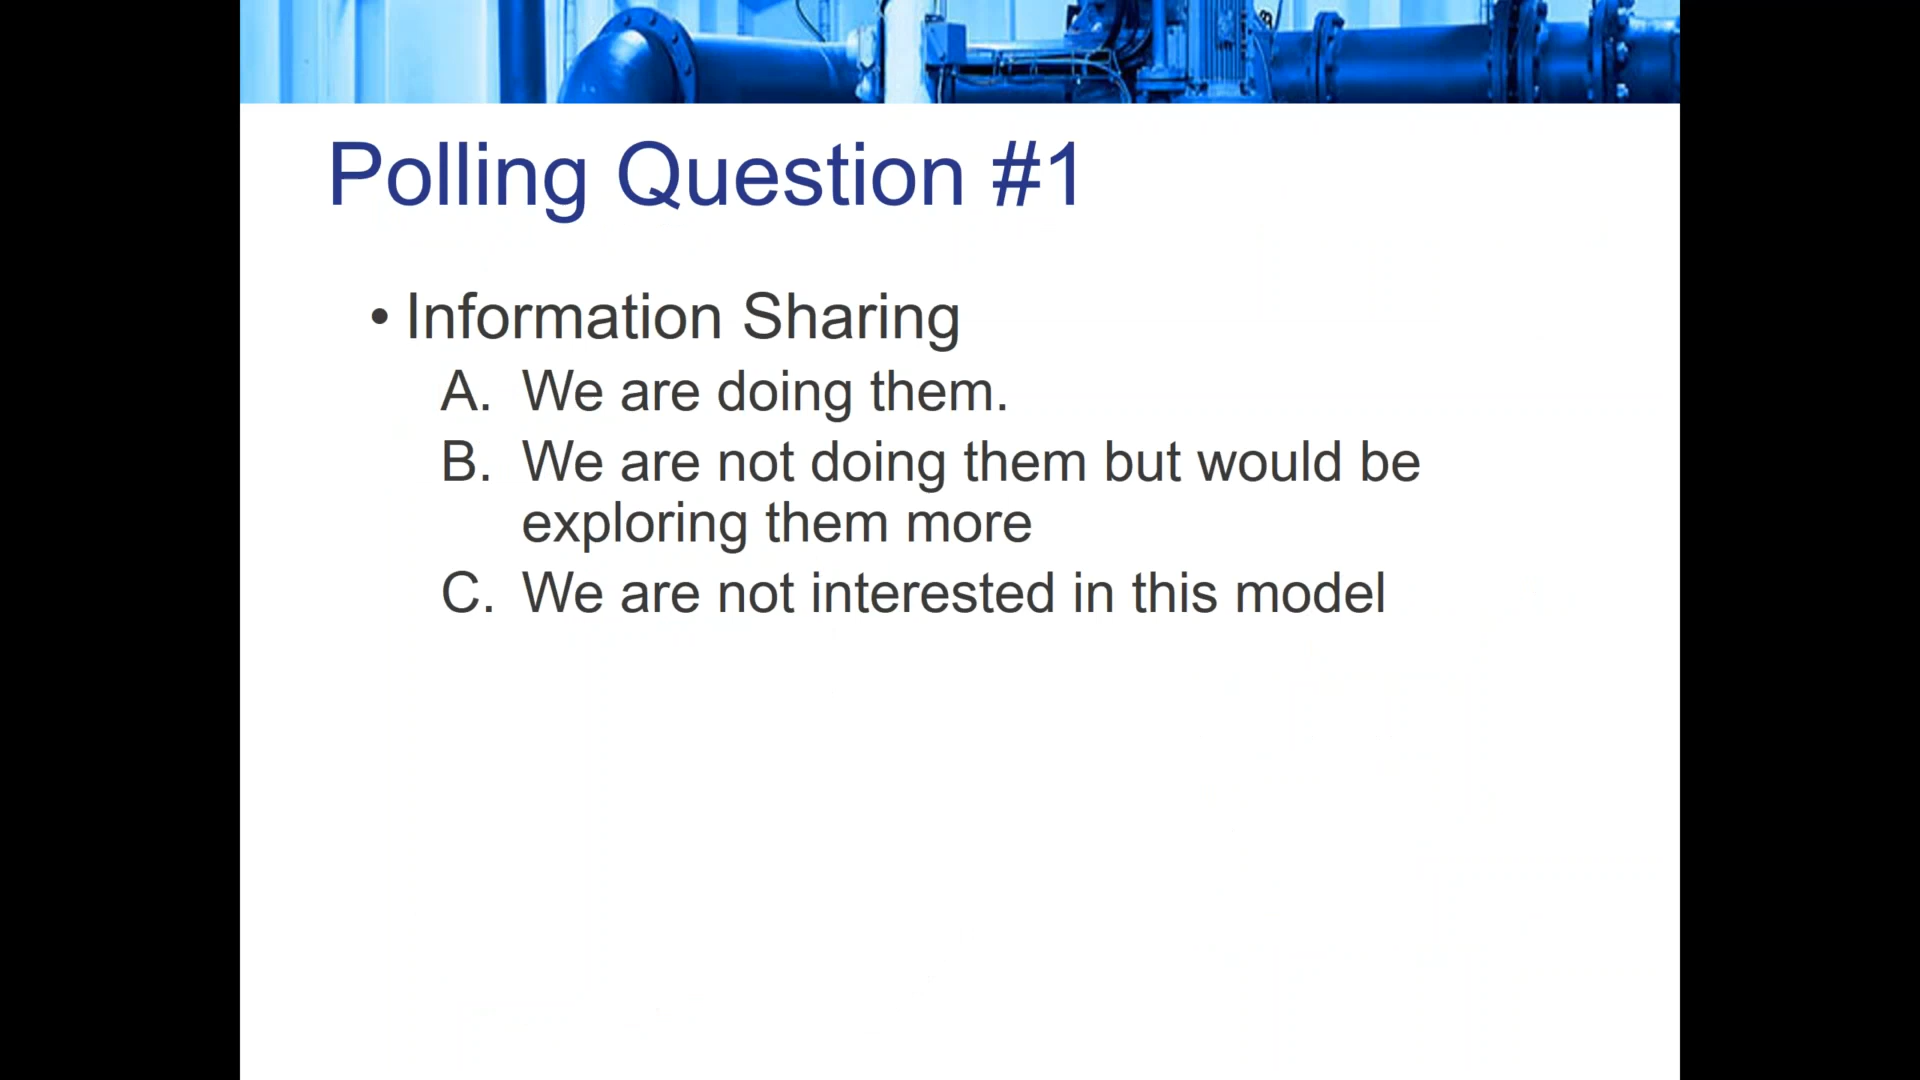 Polling Question #1
• Information Sharing
A. We are doing them.
B. We are not doing them but would be
exploring them more
C. We are not interested in this model